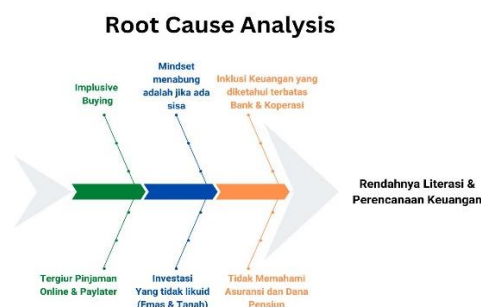 Root Cause Analysis
Implusive
Buying
Mindset
menabung
adalah jika ada
sisa
Inklusi Keuangan yang
diketahui terbatas
Bank & Koperasi
Rendahnya Literasi &
Perencanaan Keuangan
Tergiur Pinjaman
Online & Paylater
Investasi
Yang tidak likuid
(Emas & Tanah)
Tidak Memahami
Asuransi dan Dana
Pensiun